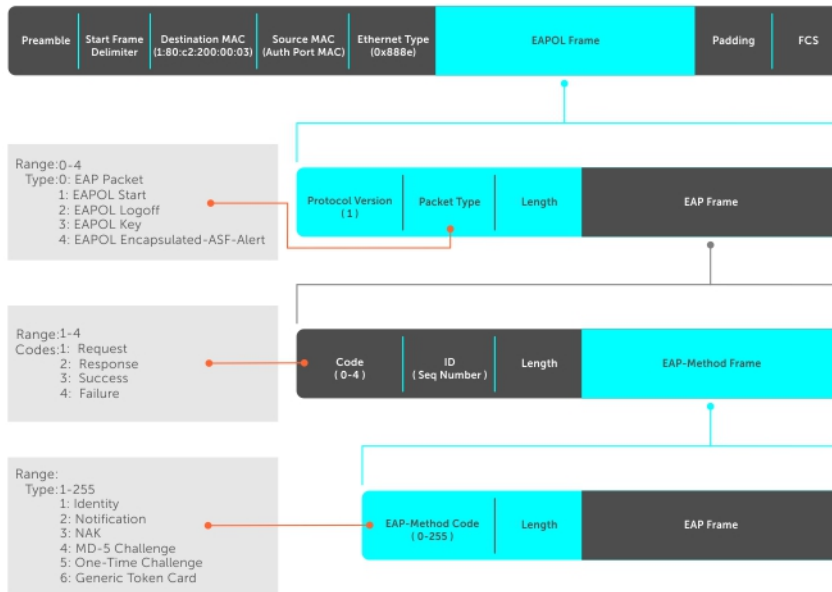 Preamble
Start Frame
Delimiter
Destination MAC
(1:80:c2:200:00:03)
Source MAC
(Auth Port MAC)
Ethernet Type
(0x888e)
EAPOL Frame
Padding
FCS
Range:0-4
Type:0: EAP Packet
1: EAPOL Start
2: EAPOL Logoff
3: EAPOL Key
4: EAPOL Encapsulated-ASF-Alert
Protocol Version
(1)
Packet Type
Length
EAP Frame
Range:1-4
Codes:1: Request
2: Response
3: Success
4: Failure
Code
(0-4)
ID
(Seq Number)
Length
EAP-Method Frame
Range:
Type:1-255
1: Identity
2: Notification
3: NAK
4: MD-5 Challenge
5: One-Time Challenge
6: Generic Token Card
EAP-Method Code
(0-255)
Length
EAP Frame